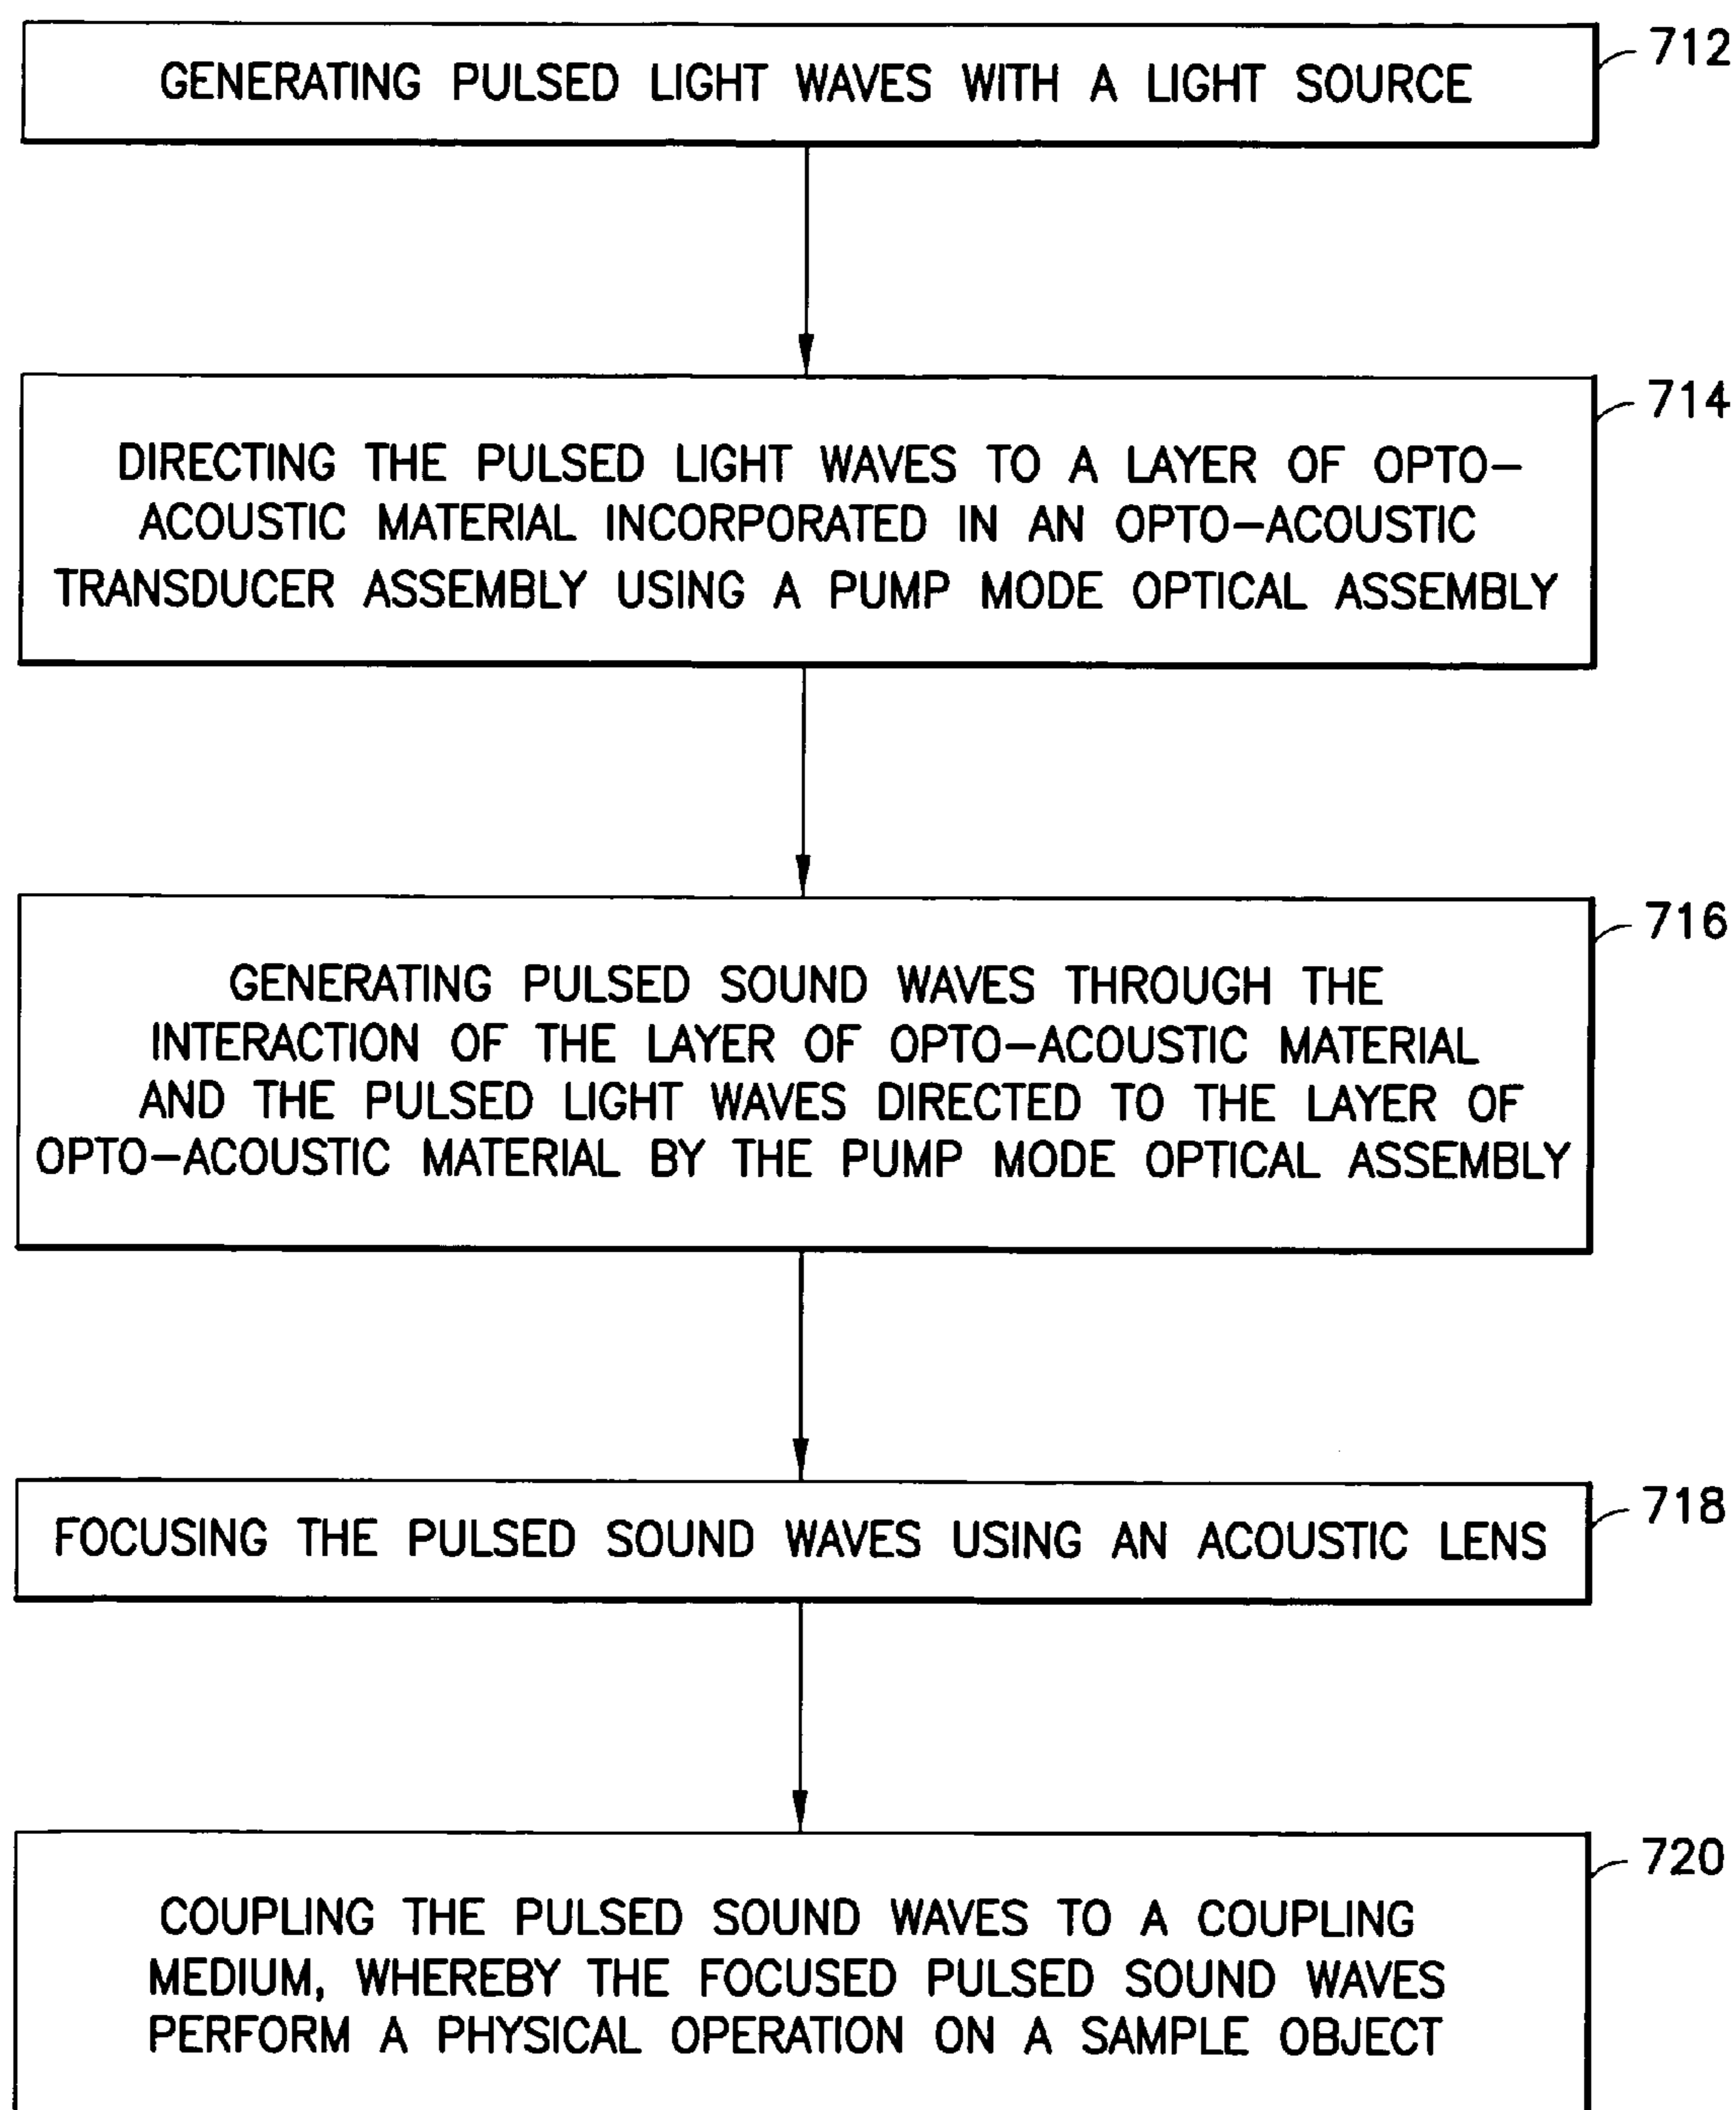 GENERATING PULSED LIGHT WAVES WITH A LIGHT SOURCE
712
DIRECTING THE PULSED LIGHT WAVES TO A LAYER OF OPTO-
ACOUSTIC MATERIAL INCORPORATED IN AN OPTO-ACOUSTIC
TRANSDUCER ASSEMBLY USING A PUMP MODE OPTICAL ASSEMBLY
714
GENERATING PULSED SOUND WAVES THROUGH THE
INTERACTION OF THE LAYER OF OPTO-ACOUSTIC MATERIAL
AND THE PULSED LIGHT WAVES DIRECTED TO THE LAYER OF
OPTO-ACOUSTIC MATERIAL BY THE PUMP MODE OPTICAL ASSEMBLY
716
FOCUSING THE PULSED SOUND WAVES USING AN ACOUSTIC LENS
718
COUPLING THE PULSED SOUND WAVES TO A COUPLING
MEDIUM, WHEREBY THE FOCUSED PULSED SOUND WAVES
PERFORM A PHYSICAL OPERATION ON A SAMPLE OBJECT
720